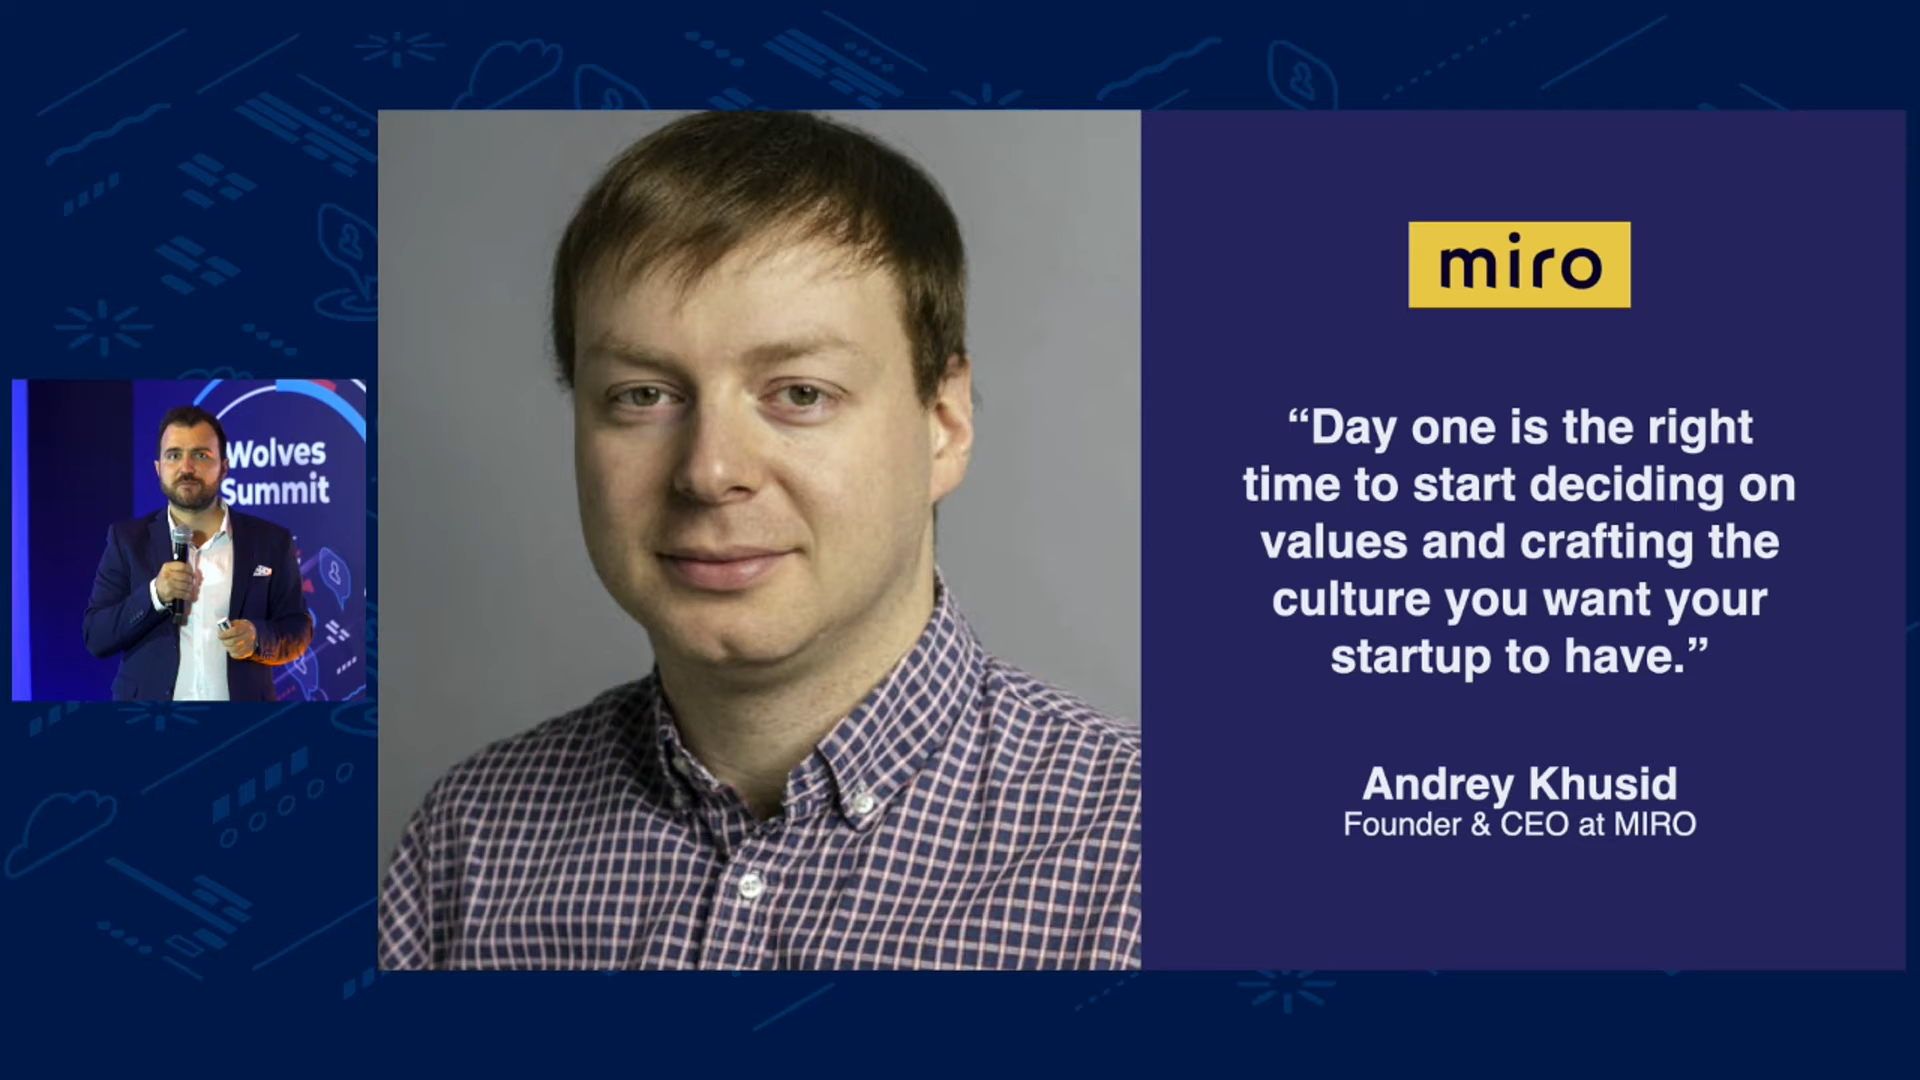 Wolves
Summit
miro
“Day one is the right
time to start deciding on
values and crafting the
culture you want your
startup to have.”
Andrey Khusid
Founder & CEO at MIRO